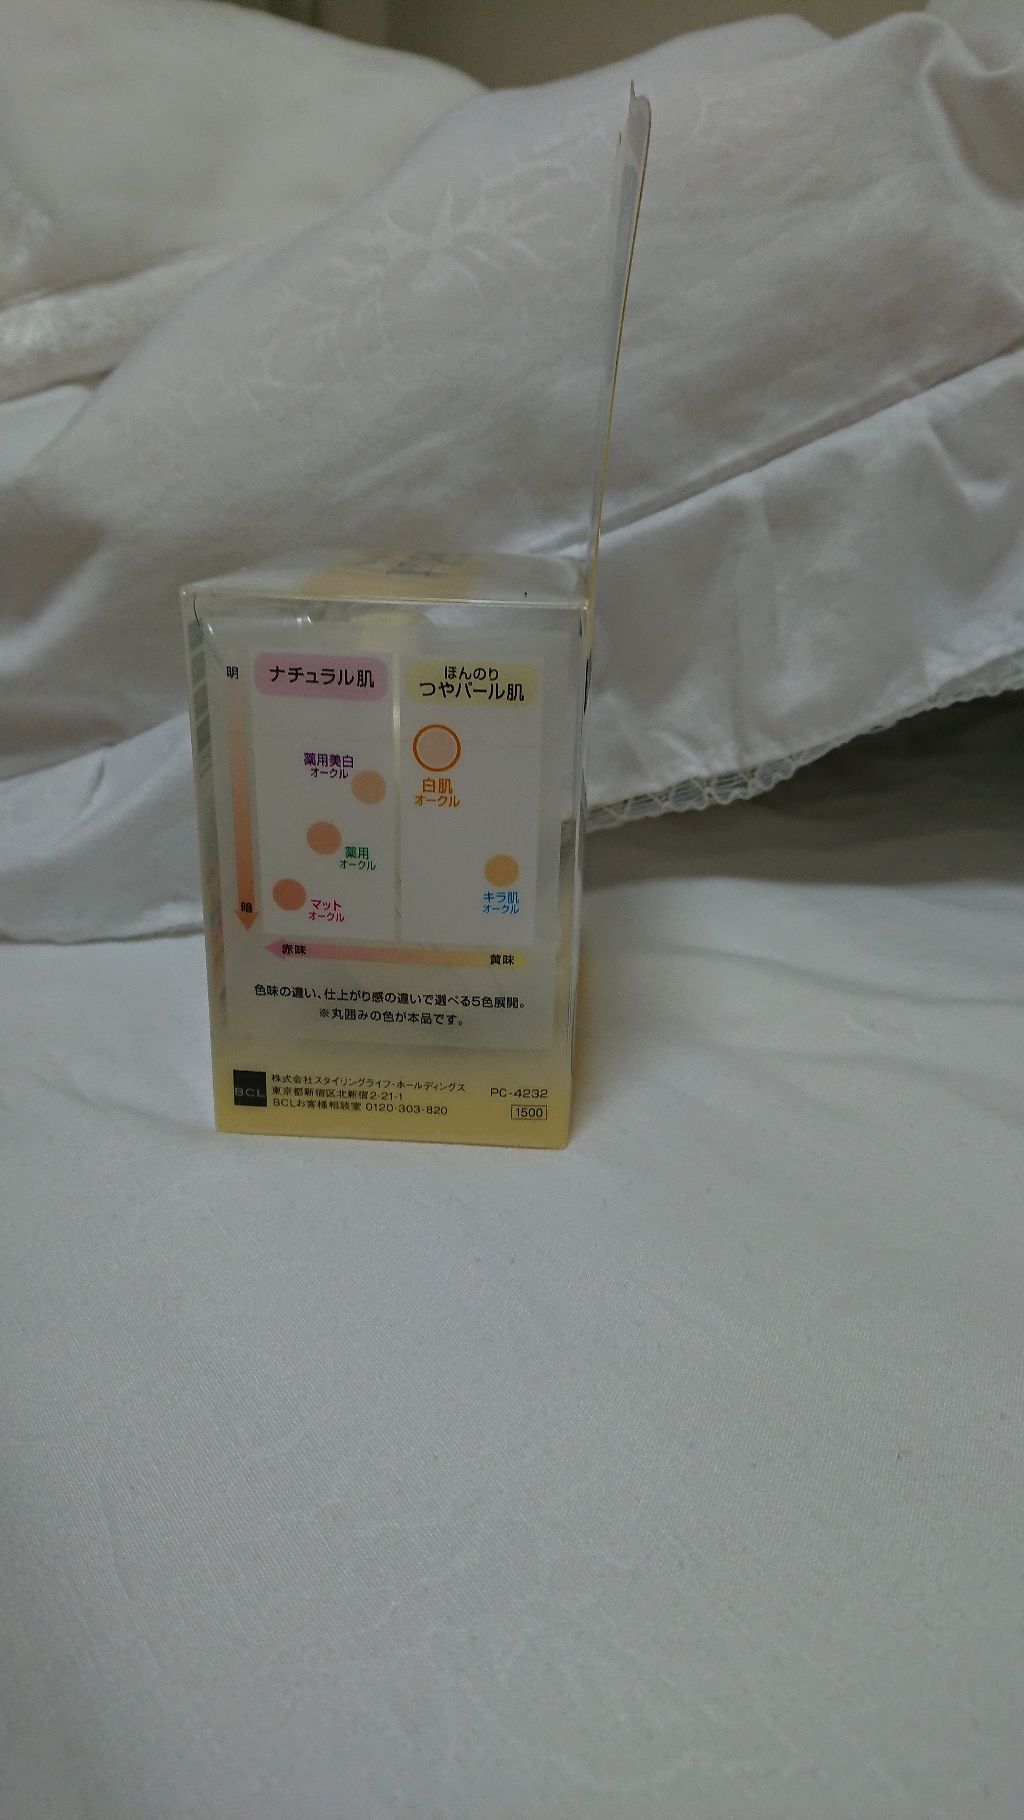 明
ナチュラル肌
ほんのり
つやパール肌
薬用美白
オークル
白肌
オークル
薬用
オークル
キラ肌
オークル
マット
オークル
暗
赤味
黄味
色味の違い、仕上がり感の違いで選べる5色展開。
※丸囲みの色が本品です。
BCL
株式会社スタイリングライフ・ホールディングス
東京都新宿区北新宿2-21-1
BCLお客様相談室 0120-303-820
PC-4232
1500